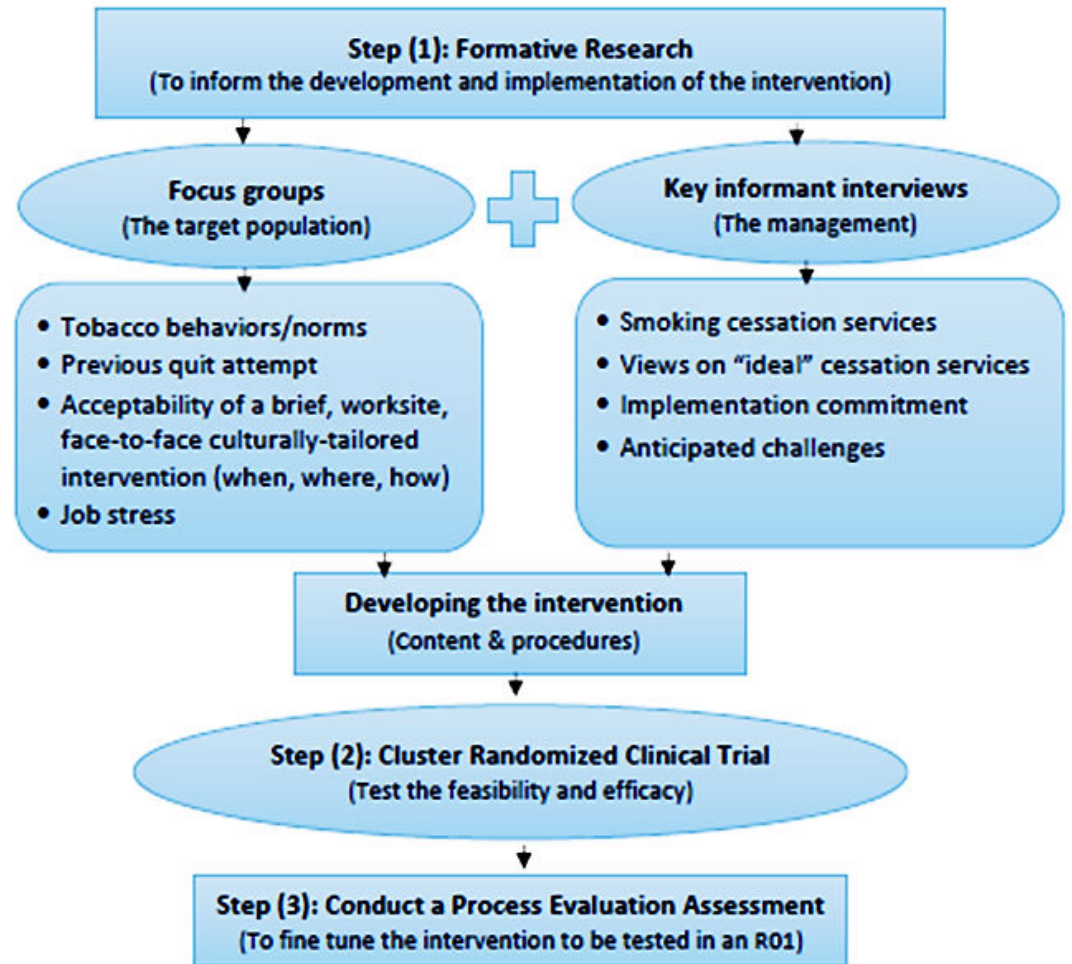 Step (1): Formative Research
(To inform the development and implementation of the intervention)
Focus groups
(The target population)
Key informant interviews
(The management)
• Tobacco behaviors/norms
• Previous quit attempt
• Acceptability of a brief, worsite,
face-to-face culturally-tailored
intervention (when, where, how)
• Job stress
• Smoking cessation services
• Views on “ideal” cessation services
• Implementation commitment
• Anticipated challenges
Developing the intervention
(Content & procedures)
Step (2): Cluster Randomized Clinical Trial
(Test the feasibility and efficacy)
Step (3): Conduct a Process Evaluation Assessment
(To fine tune the intervention to be tested in an R01)